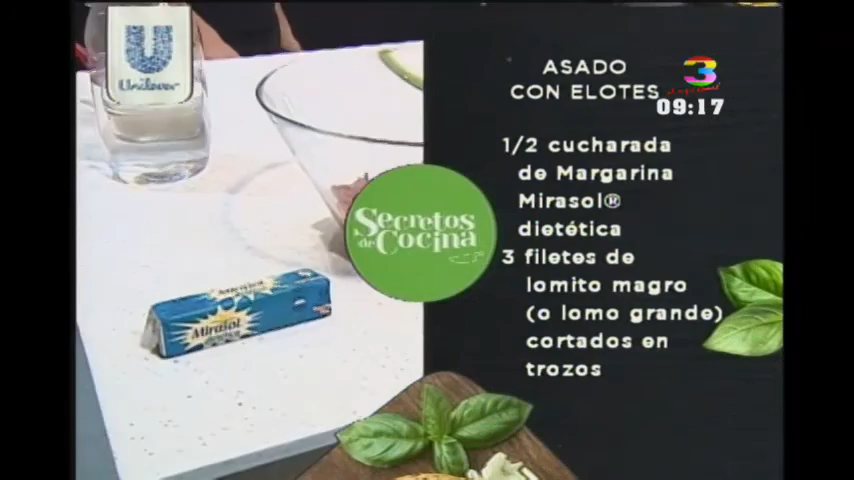 Unilever
ASADO
CON ELOTES
3
09:17
1/2 cucharada
de Margarina
Mirasol®
dietética
3 filetes de
lomito magro
(o lomo grande)
cortados en
trozos
Secretos
de Cocina
Mirasol